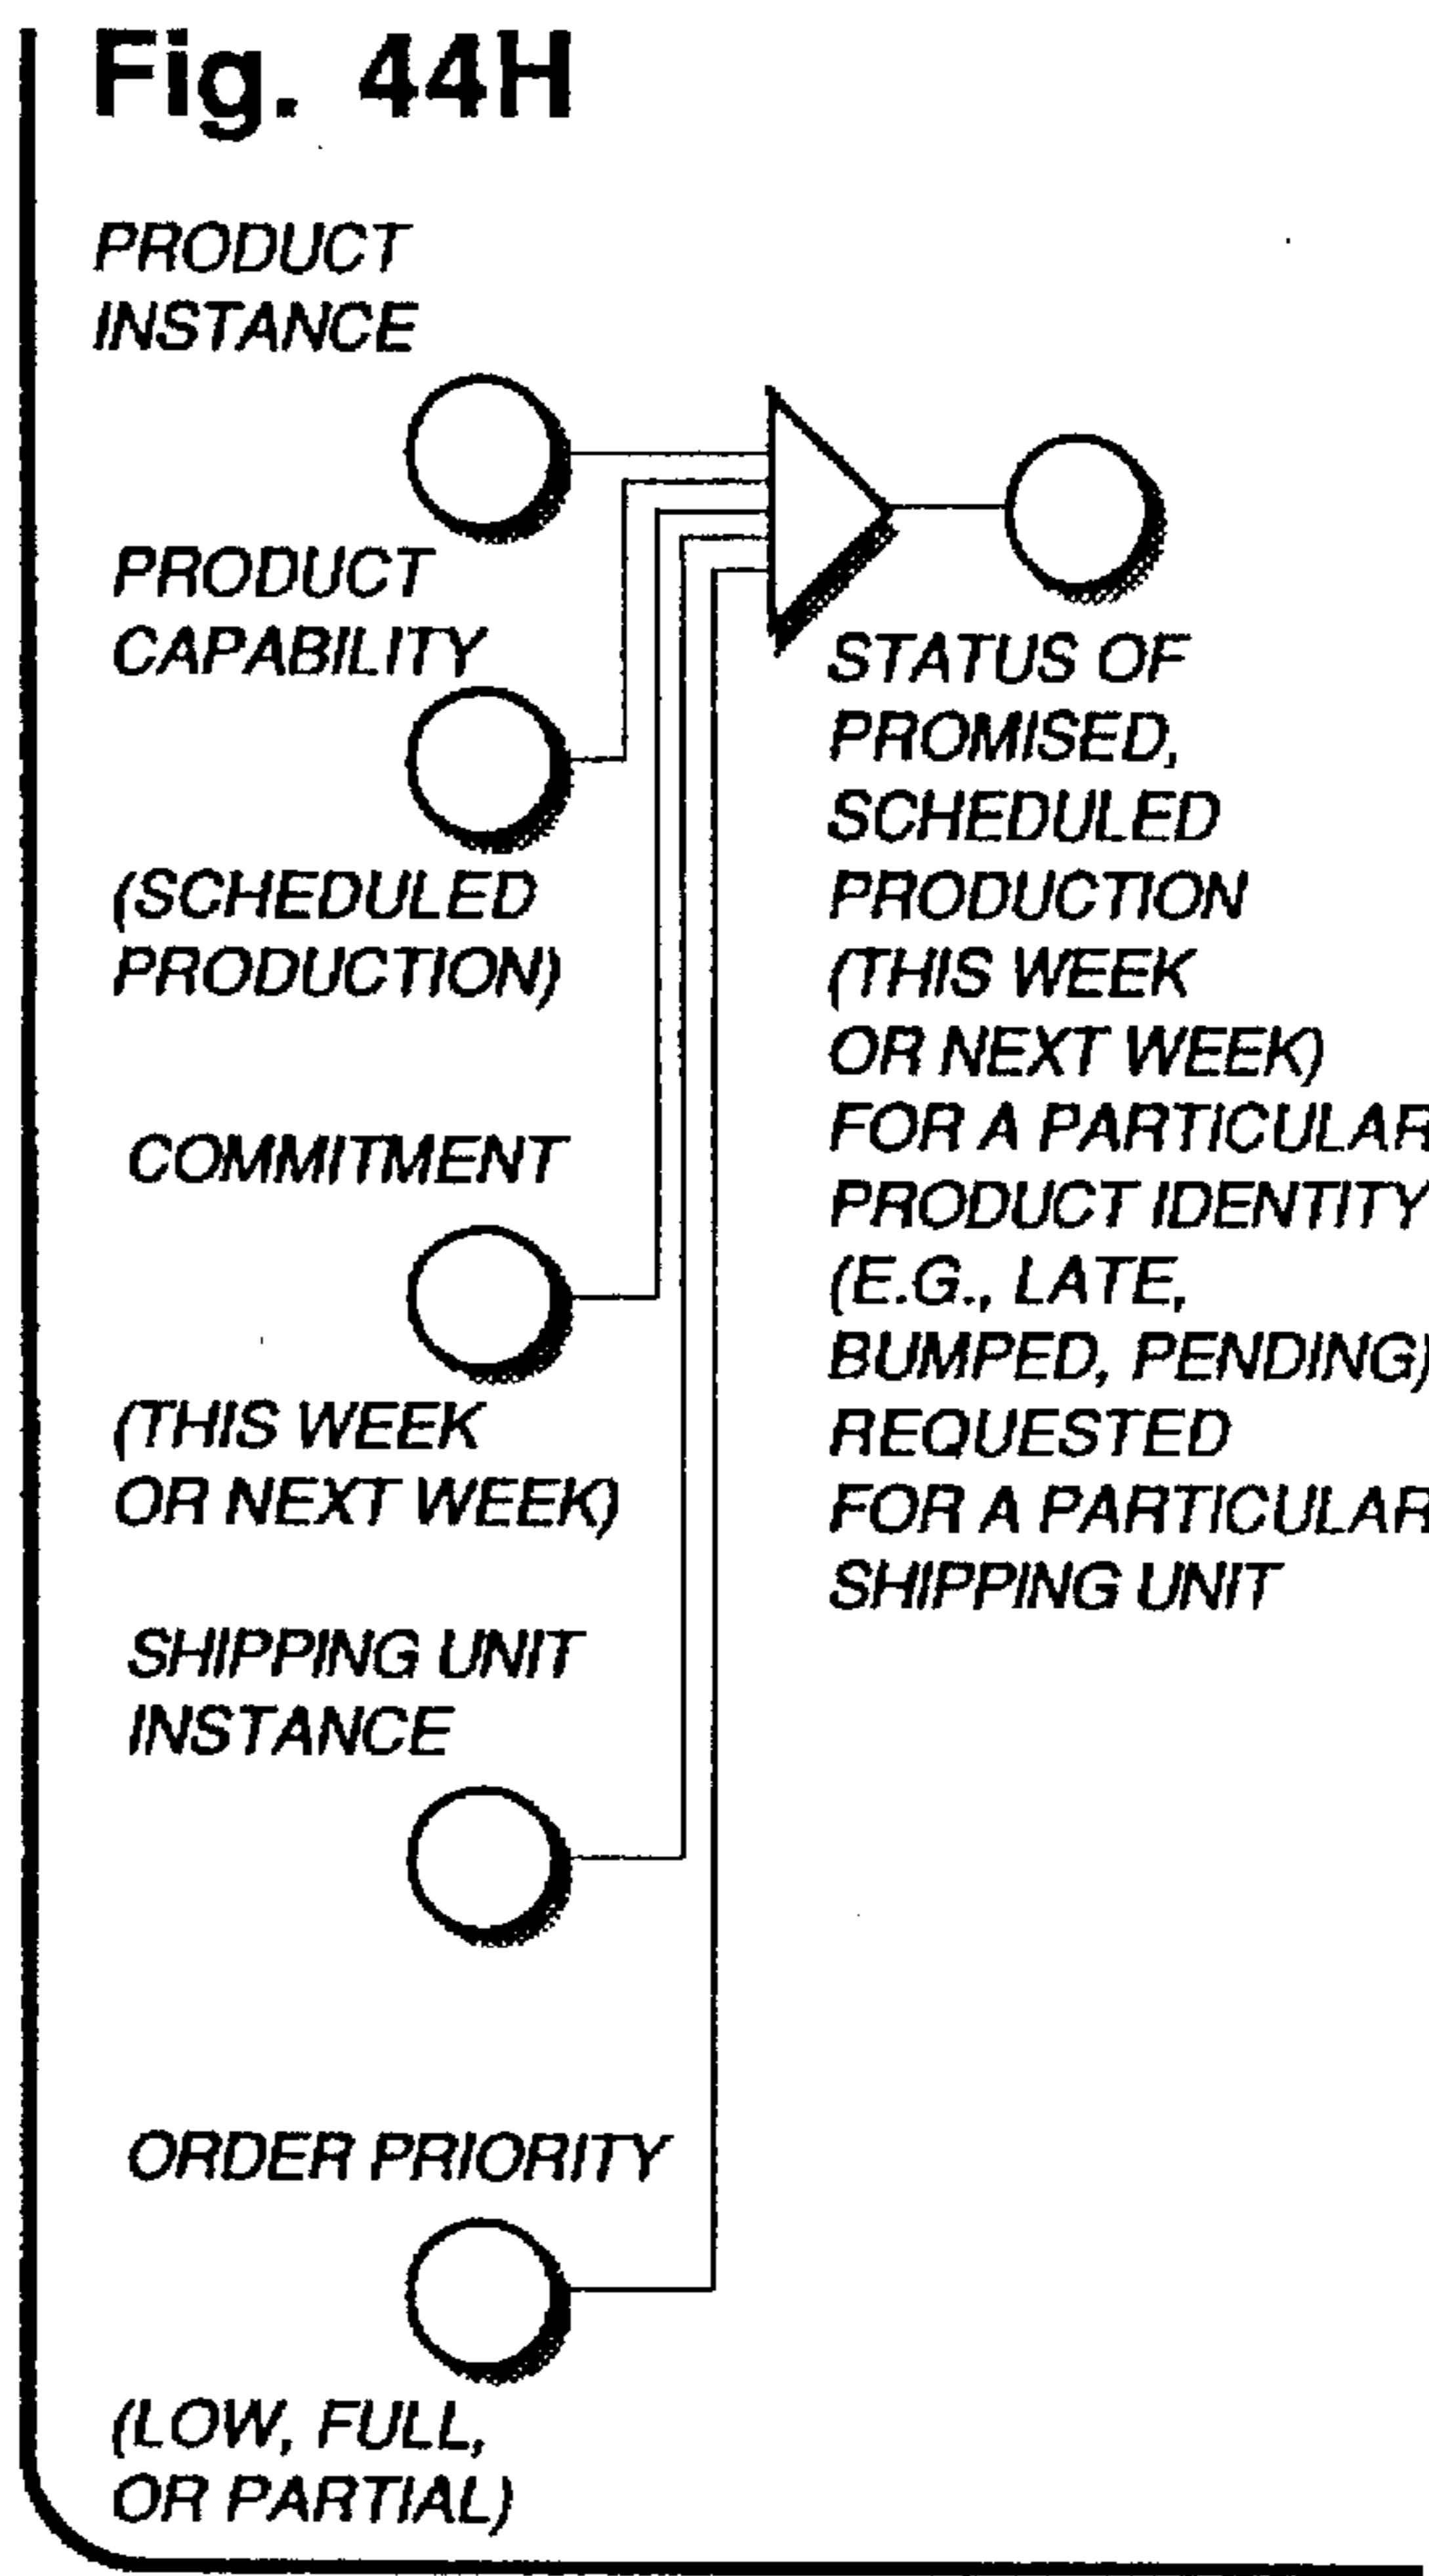 Fig. 44H
PRODUCT
INSTANCE
PRODUCT
CAPABILITY
(SCHEDULED
PRODUCTION)
COMMITMENT
(THIS WEEK
OR NEXT WEEK)
SHIPPING UNIT
INSTANCE
ORDER PRIORITY
(LOW, FULL,
OR PARTIAL)
STATUS OF
PROMISED,
SCHEDULED
PRODUCTION
(THIS WEEK
OR NEXT WEEK)
FOR A PARTICULAR
PRODUCT IDENTITY
(E.G., LATE,
BUMPED, PENDING)
REQUESTED
FOR A PARTICULAR
SHIPPING UNIT